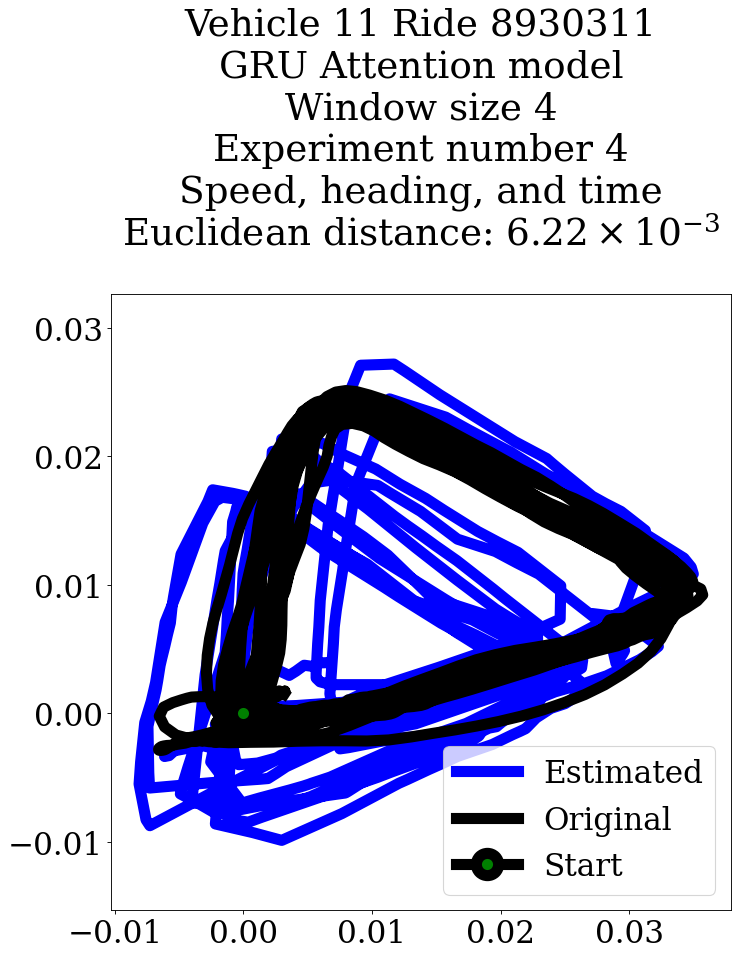 Vehicle 11 Ride 8930311
GRU Attention model
Window size 4
Experiment number 4
Speed, heading, and time
Euclidean distance: 6.22 × 10⁻³
0.03
0.02
0.01
0.00
−0.01
Estimated
Original
Start
−0.01 0.00 0.01 0.02 0.03